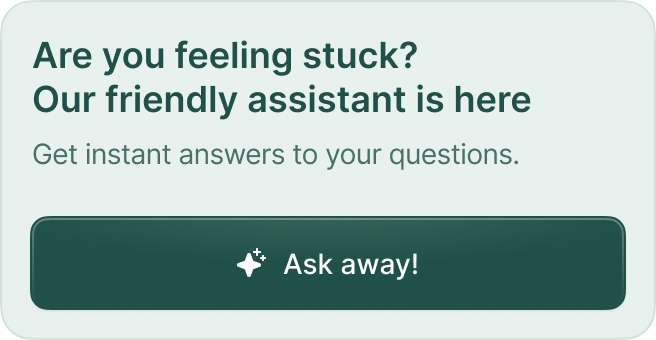 Are you feeling stuck?
Our friendly assistant is here
Get instant answers to your questions.
Ask away!